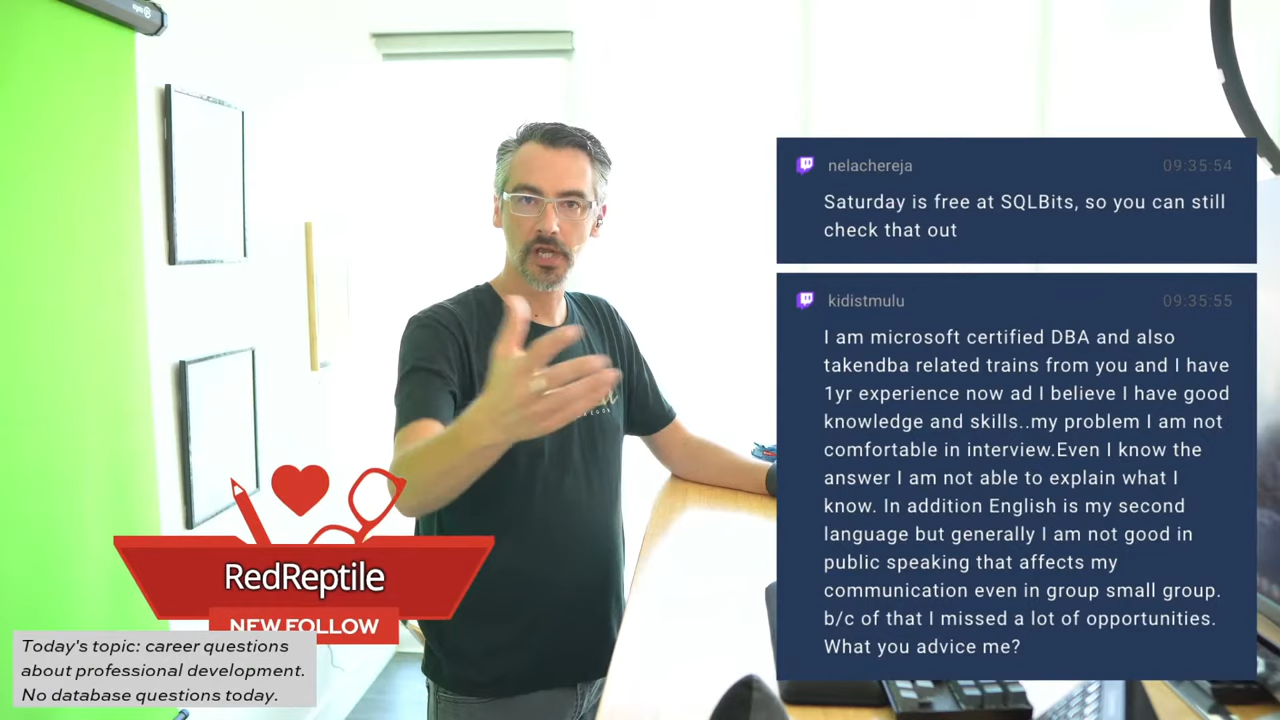 nelachereja
09:35:54
Saturday is free at SQLBits, so you can still
check that out
kidistmulu
09:35:55
I am microsoft certified DBA and also
takendba related trains from you and I have
1yr experience now ad I believe I have good
knowledge and skills..my problem I am not
comfortable in interview.Even I know the
answer I am not able to explain what I
know. In addition English is my second
language but generally I am not good in
public speaking that affects my
communication even in group small group.
b/c of that I missed a lot of opportunities.
What you advice me?
RedReptile
NEW FOLLOW
Today's topic: career questions
about professional development.
No database questions today.